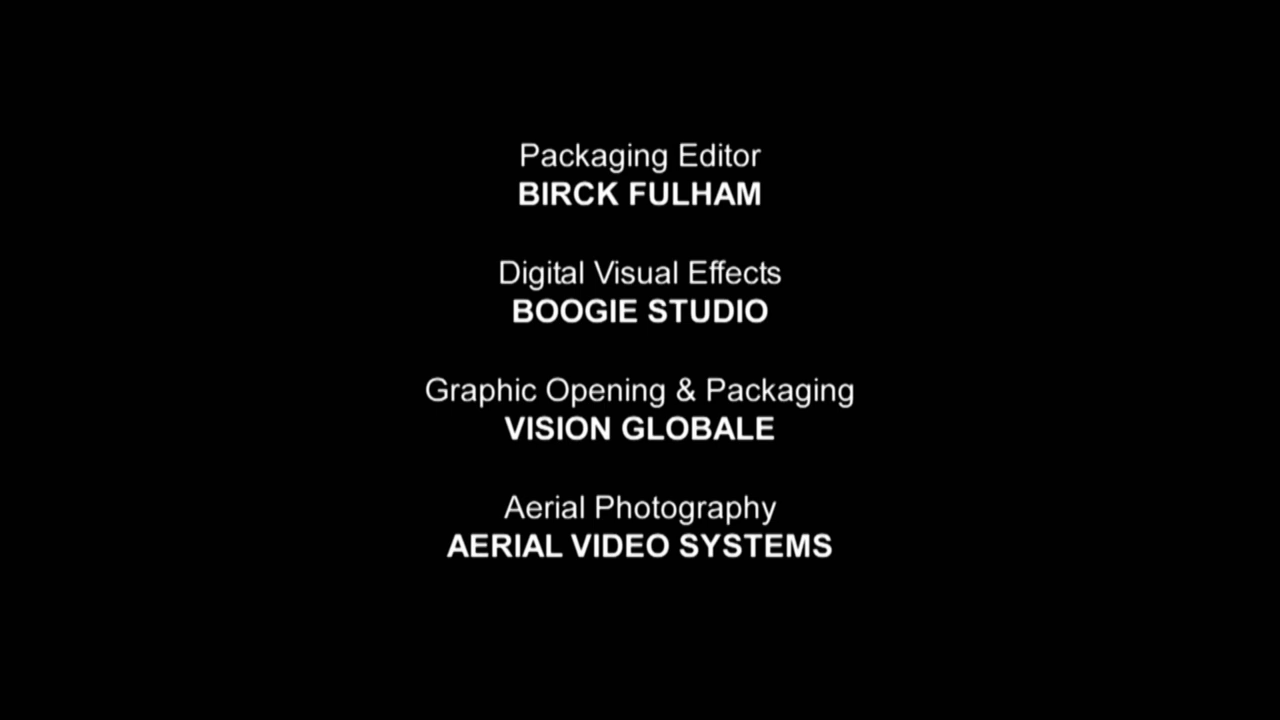 Packaging Editor
BIRCK FULHAM
Digital Visual Effects
BOOGIE STUDIO
Graphic Opening & Packaging
VISION GLOBALE
Aerial Photography
AERIAL VIDEO SYSTEMS